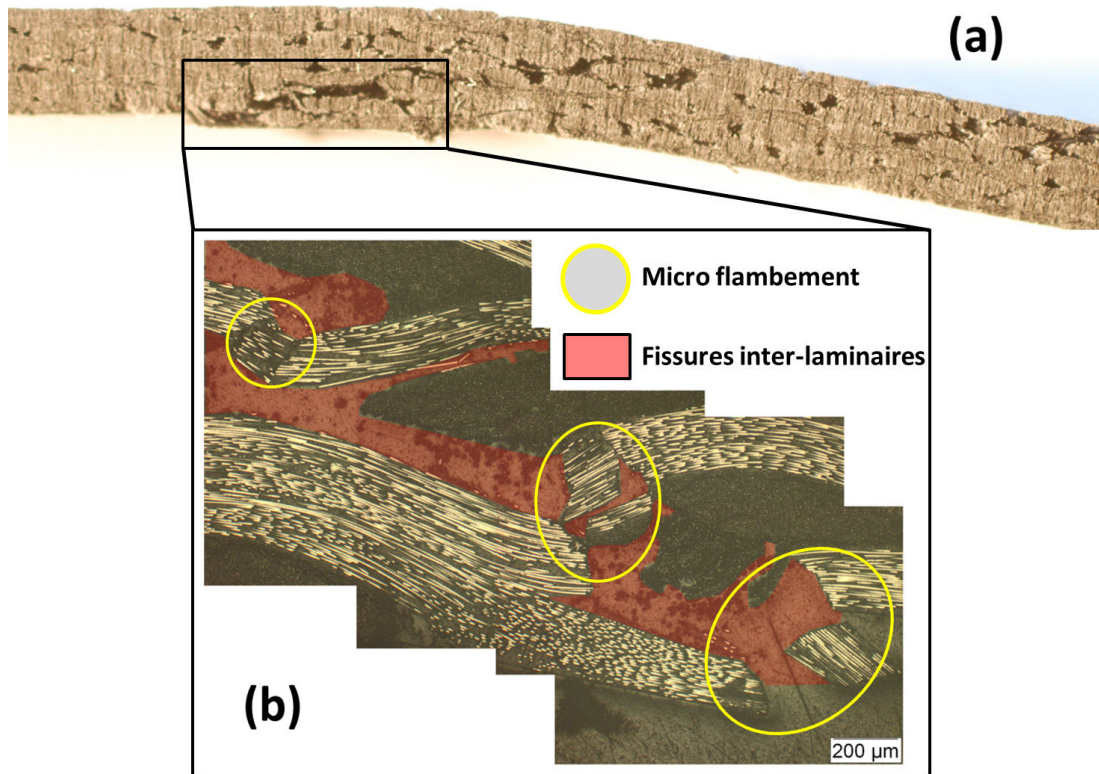 (a)
Micro flambement
Fissures inter-laminaires
(b)
200 µm